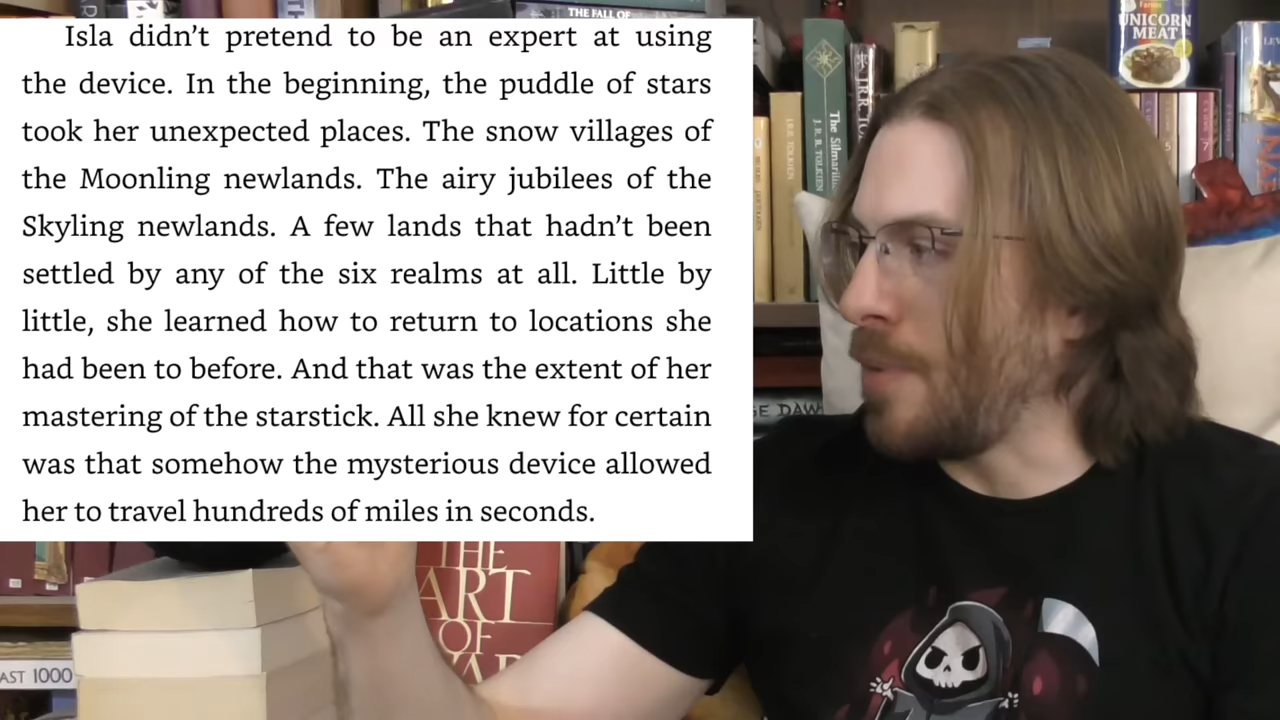 Isla didn't pretend to be an expert at using
the device. In the beginning, the puddle of stars
took her unexpected places. The snow villages of
the Moonling newlands. The airy jubilees of the
Skyling newlands. A few lands that hadn't been
settled by any of the six realms at all. Little by
little, she learned how to return to locations she
had been to before. And that was the extent of her
mastering of the starstick. All she knew for certain
was that somehow the mysterious device allowed
her to travel hundreds of miles in seconds.
THE FALL OF
UNICORN
MEAT
J.R.R. TOLKIEN
The
J. R. R. TOLKIEN
J.R.R.
5
7
THE
ART
OF
AST 1000